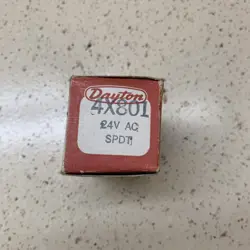 Dayton
4X801
24V AC
SPDT